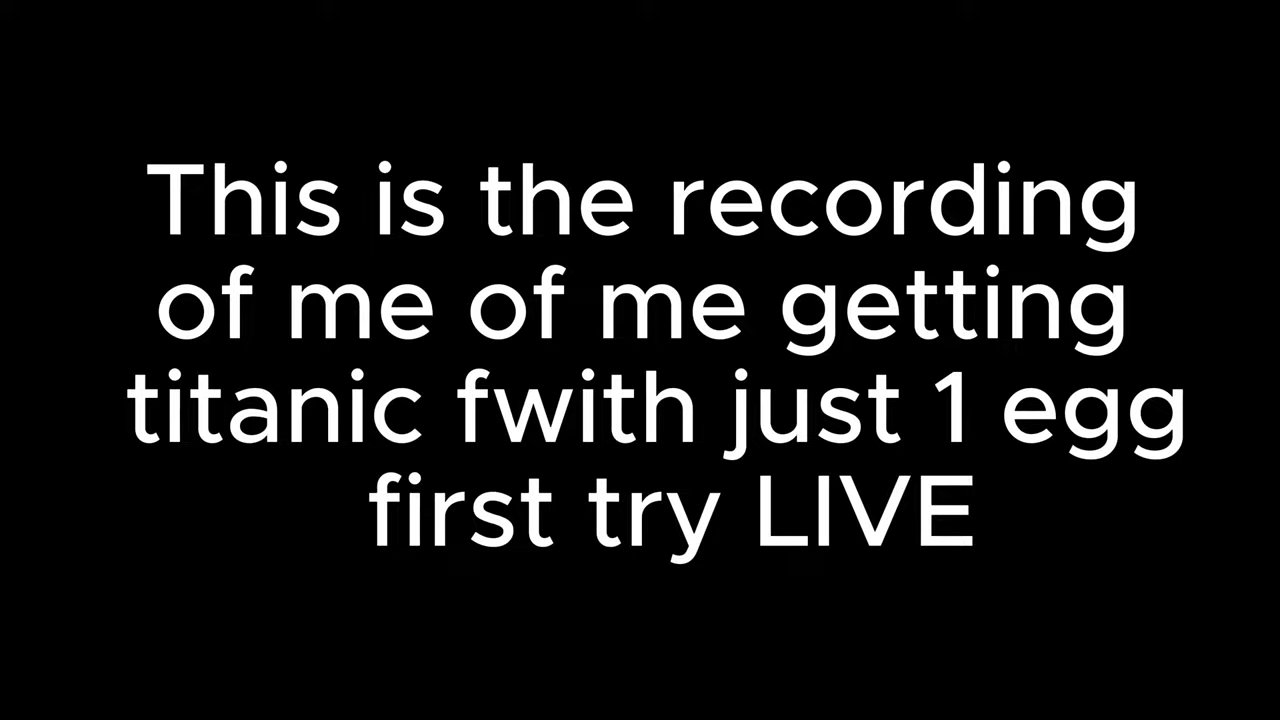 This is the recording
of me of me getting
titanic fwith just 1 egg
first try LIVE